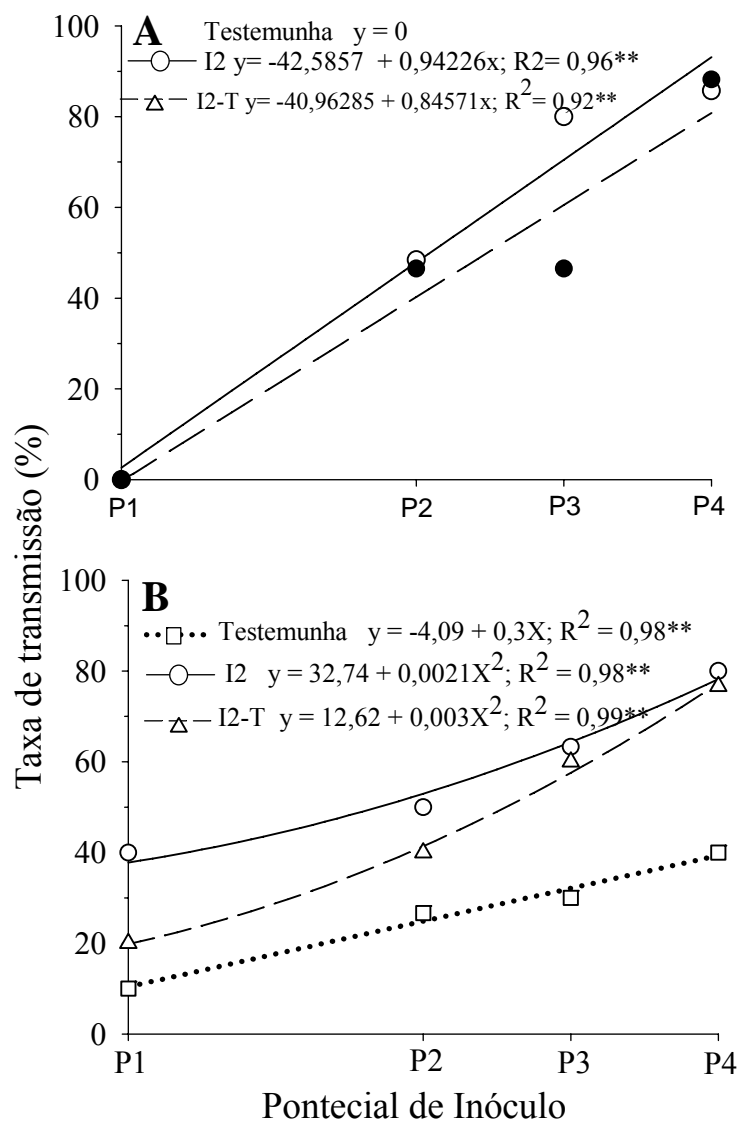 Taxa de transmissão (%)
A
Testemunha y = 0
I2 y= -42,5857 + 0,94226x; R2= 0,96**
I2-T y= -40,96285 + 0,84571x; R2= 0,92**
100
80
60
40
20
0
P1 P2 P3 P4
B
Testemunha y = -4,09 + 0,3X; R2 = 0,98**
I2 y = 32,74 + 0,0021X2; R2 = 0,98**
I2-T y = 12,62 + 0,003X2; R2 = 0,99**
100
80
60
40
20
0
P1 P2 P3 P4
Pontecial de Inóculo